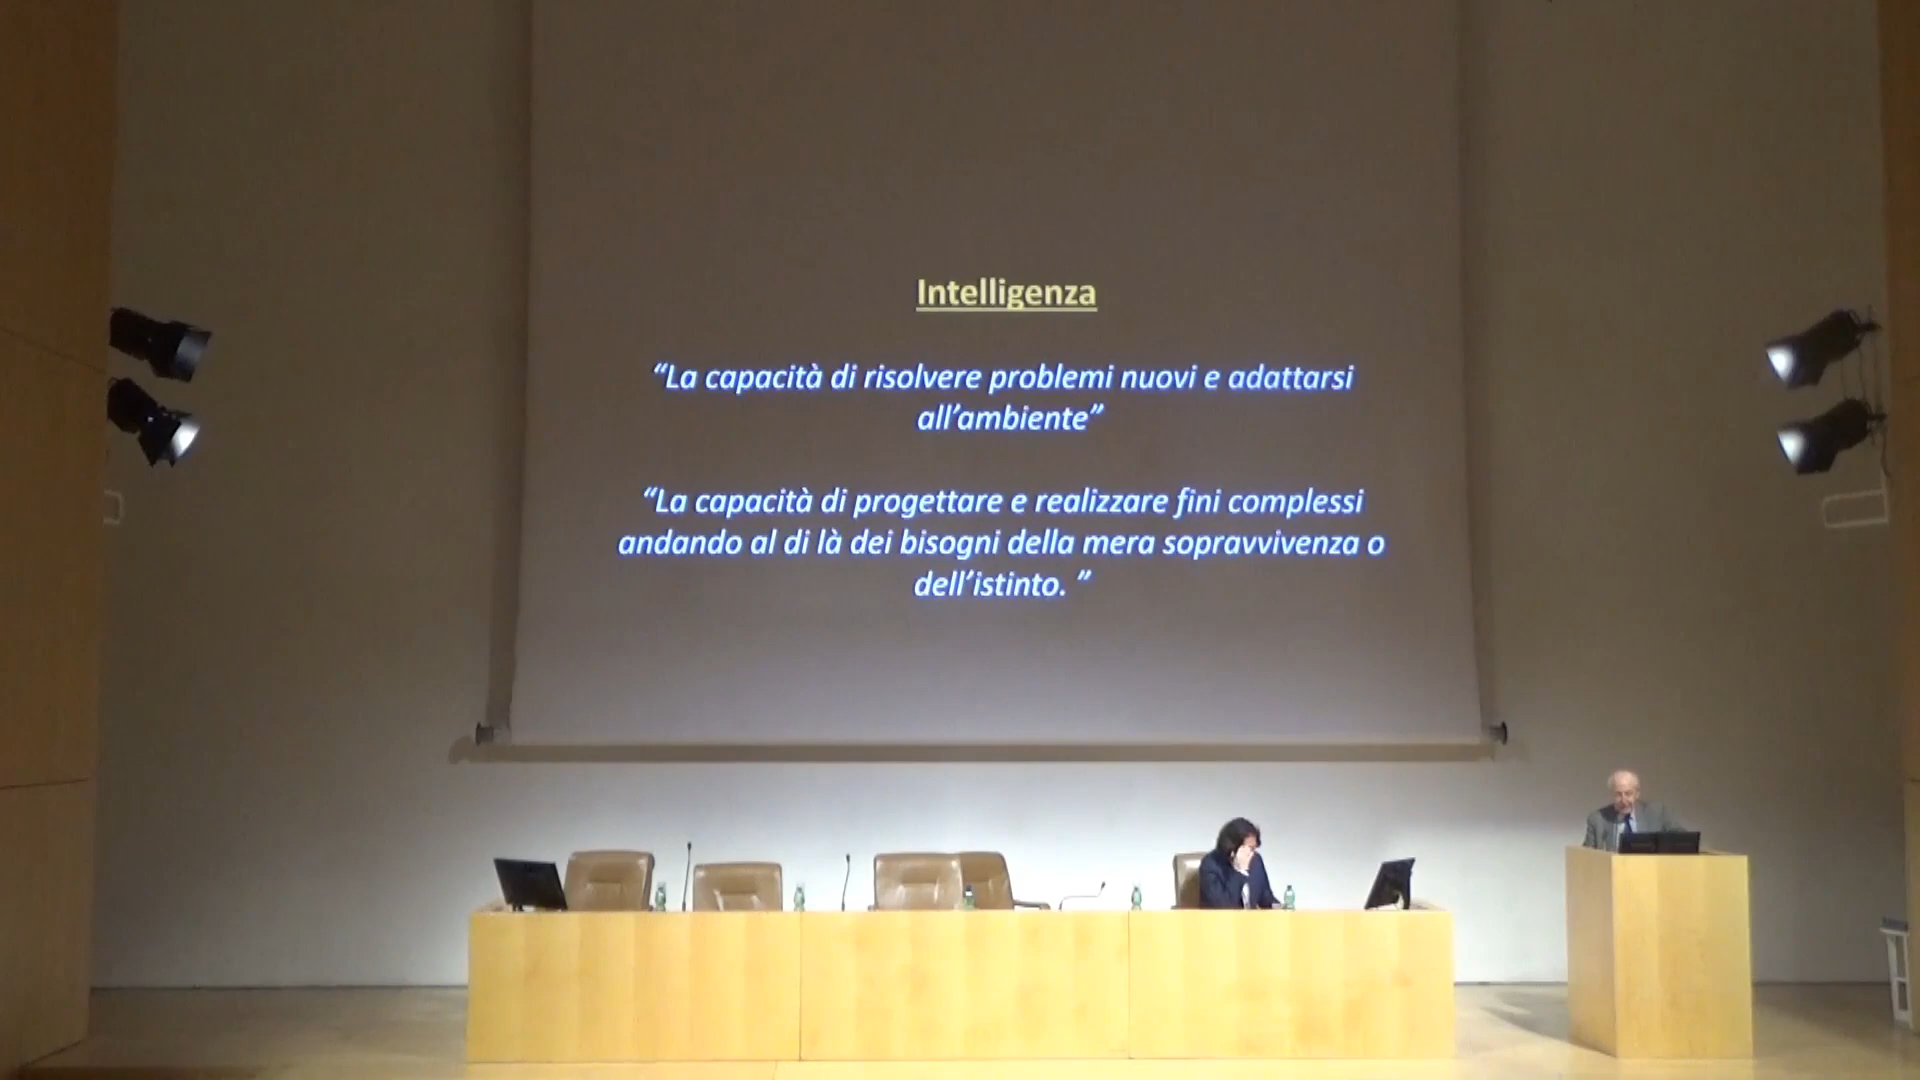 Intelligenza
“La capacità di risolvere problemi nuovi e adattarsi
all’ambiente”
“La capacità di progettare e realizzare fini complessi
andando al di là dei bisogni della mera sopravvivenza o
dell’istinto. ”